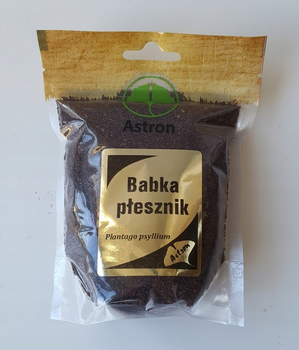 Astron
Babka
płesznik
Plantago psyllium
Astron